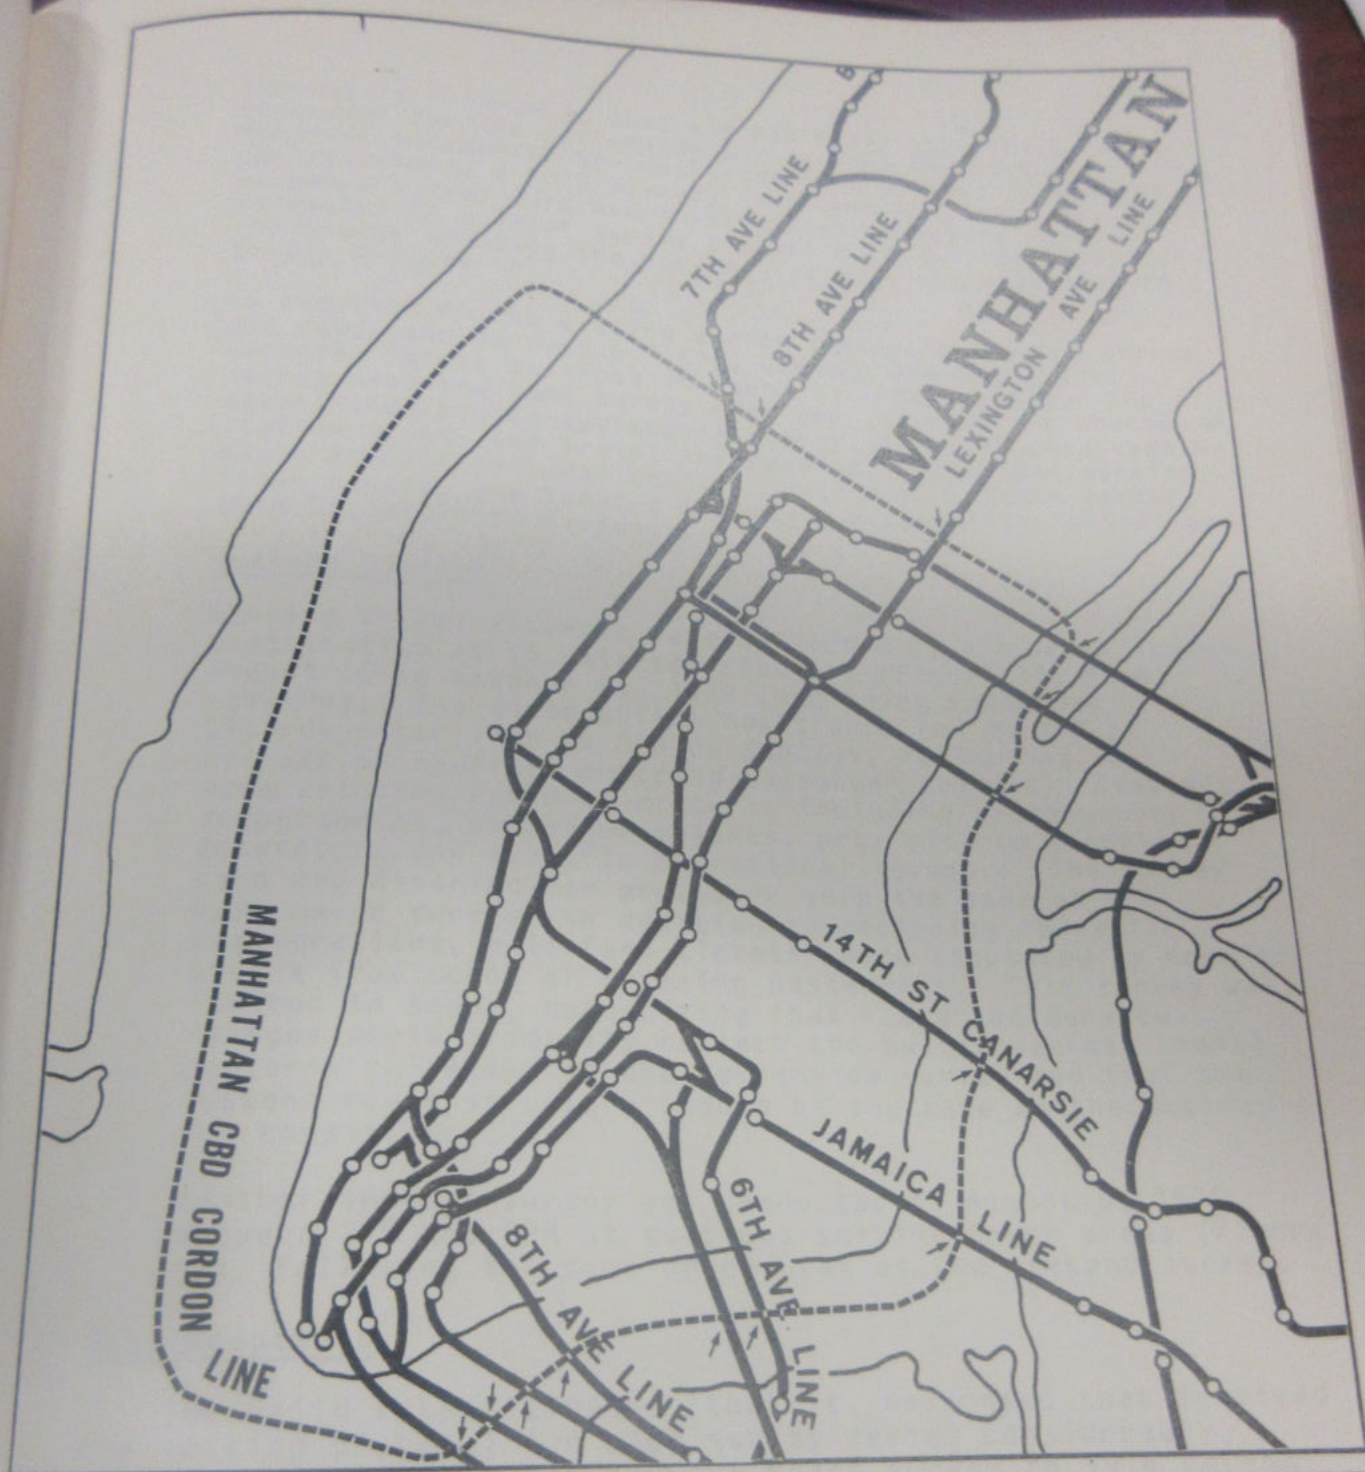 7TH AVE LINE
8TH AVE LINE
MANHATTAN
LEXINGTON AVE LINE
MANHATTAN CBD CORDON LINE
14TH ST CANARSIE
JAMAICA LINE
6TH AVE LINE
8TH AVE LINE